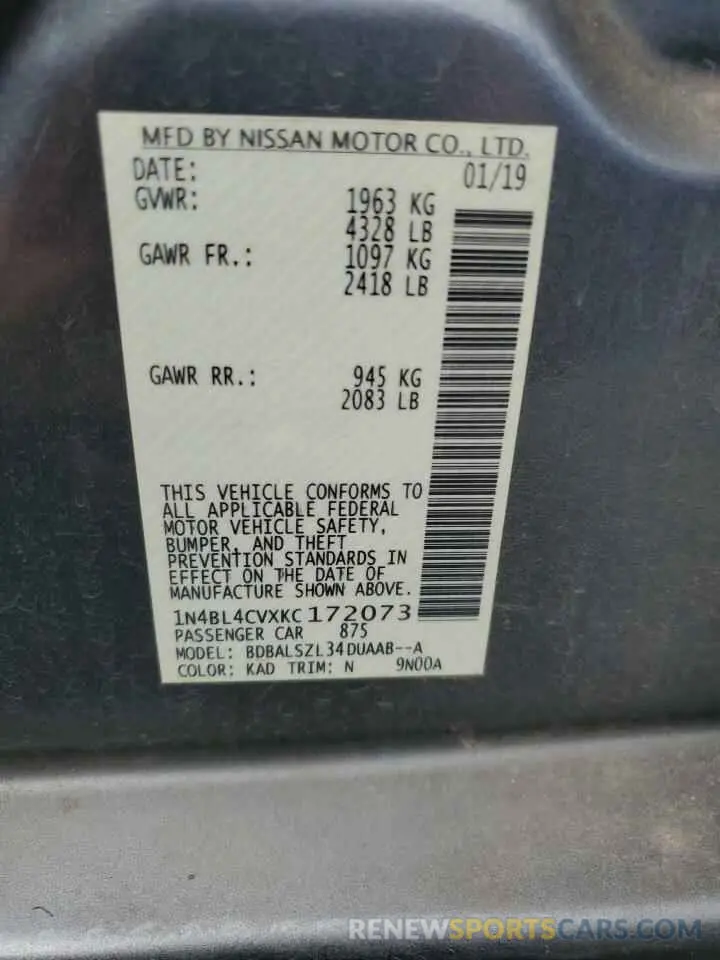 MFD BY NISSAN MOTOR CO., LTD.
DATE: 01/19
GVWR: 1963 KG
4328 LB
GAWR FR.: 1097 KG
2418 LB
GAWR RR.: 945 KG
2083 LB
THIS VEHICLE CONFORMS TO
ALL APPLICABLE FEDERAL
MOTOR VEHICLE SAFETY,
BUMPER, AND THEFT
PREVENTION STANDARDS IN
EFFECT ON THE DATE OF
MANUFACTURE SHOWN ABOVE.
1N4BL4CVXKC172073
PASSENGER CAR 875
MODEL: BDBALSZL34DUAAB--A
COLOR: KAD TRIM: N 9N00A
RENEWSPORTSCARS.COM